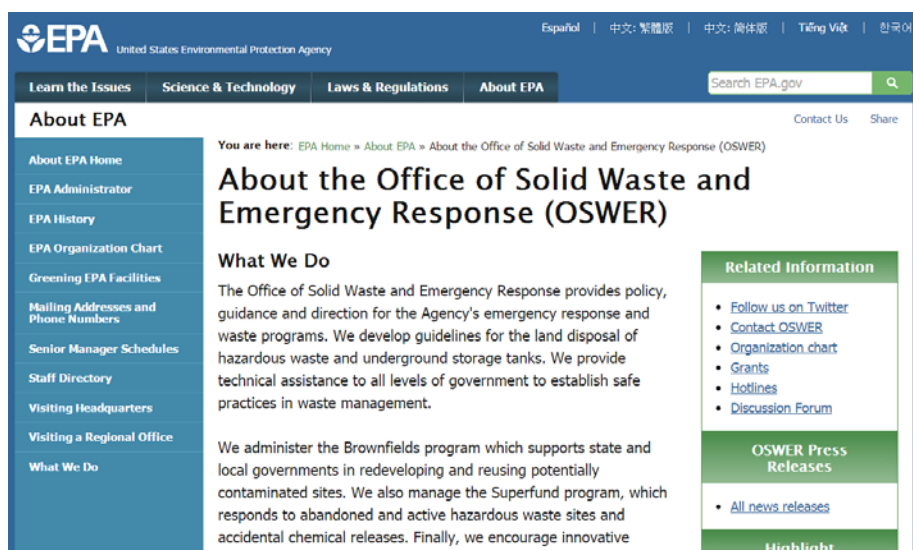 Español | 中文: 繁體版 | 中文: 简体版 | Tiếng Việt | 한국어
EPA United States Environmental Protection Agency
Learn the Issues Science & Technology Laws & Regulations About EPA
Search EPA.gov
About EPA
Contact Us Share
About EPA Home
EPA Administrator
EPA History
EPA Organization Chart
Greening EPA Facilities
Mailing Addresses and
Phone Numbers
Senior Manager Schedules
Staff Directory
Visiting Headquarters
Visiting a Regional Office
What We Do
You are here: EPA Home » About EPA » About the Office of Solid Waste and Emergency Response (OSWER)
About the Office of Solid Waste and
Emergency Response (OSWER)
What We Do
The Office of Solid Waste and Emergency Response provides policy,
guidance and direction for the Agency's emergency response and
waste programs. We develop guidelines for the land disposal of
hazardous waste and underground storage tanks. We provide
technical assistance to all levels of government to establish safe
practices in waste management.
We administer the Brownfields program which supports state and
local governments in redeveloping and reusing potentially
contaminated sites. We also manage the Superfund program, which
responds to abandoned and active hazardous waste sites and
accidental chemical releases. Finally, we encourage innovative
Related Information
• Follow us on Twitter
• Contact OSWER
• Organization chart
• Grants
• Hotlines
• Discussion Forum
OSWER Press
Releases
• All news releases
Highlight